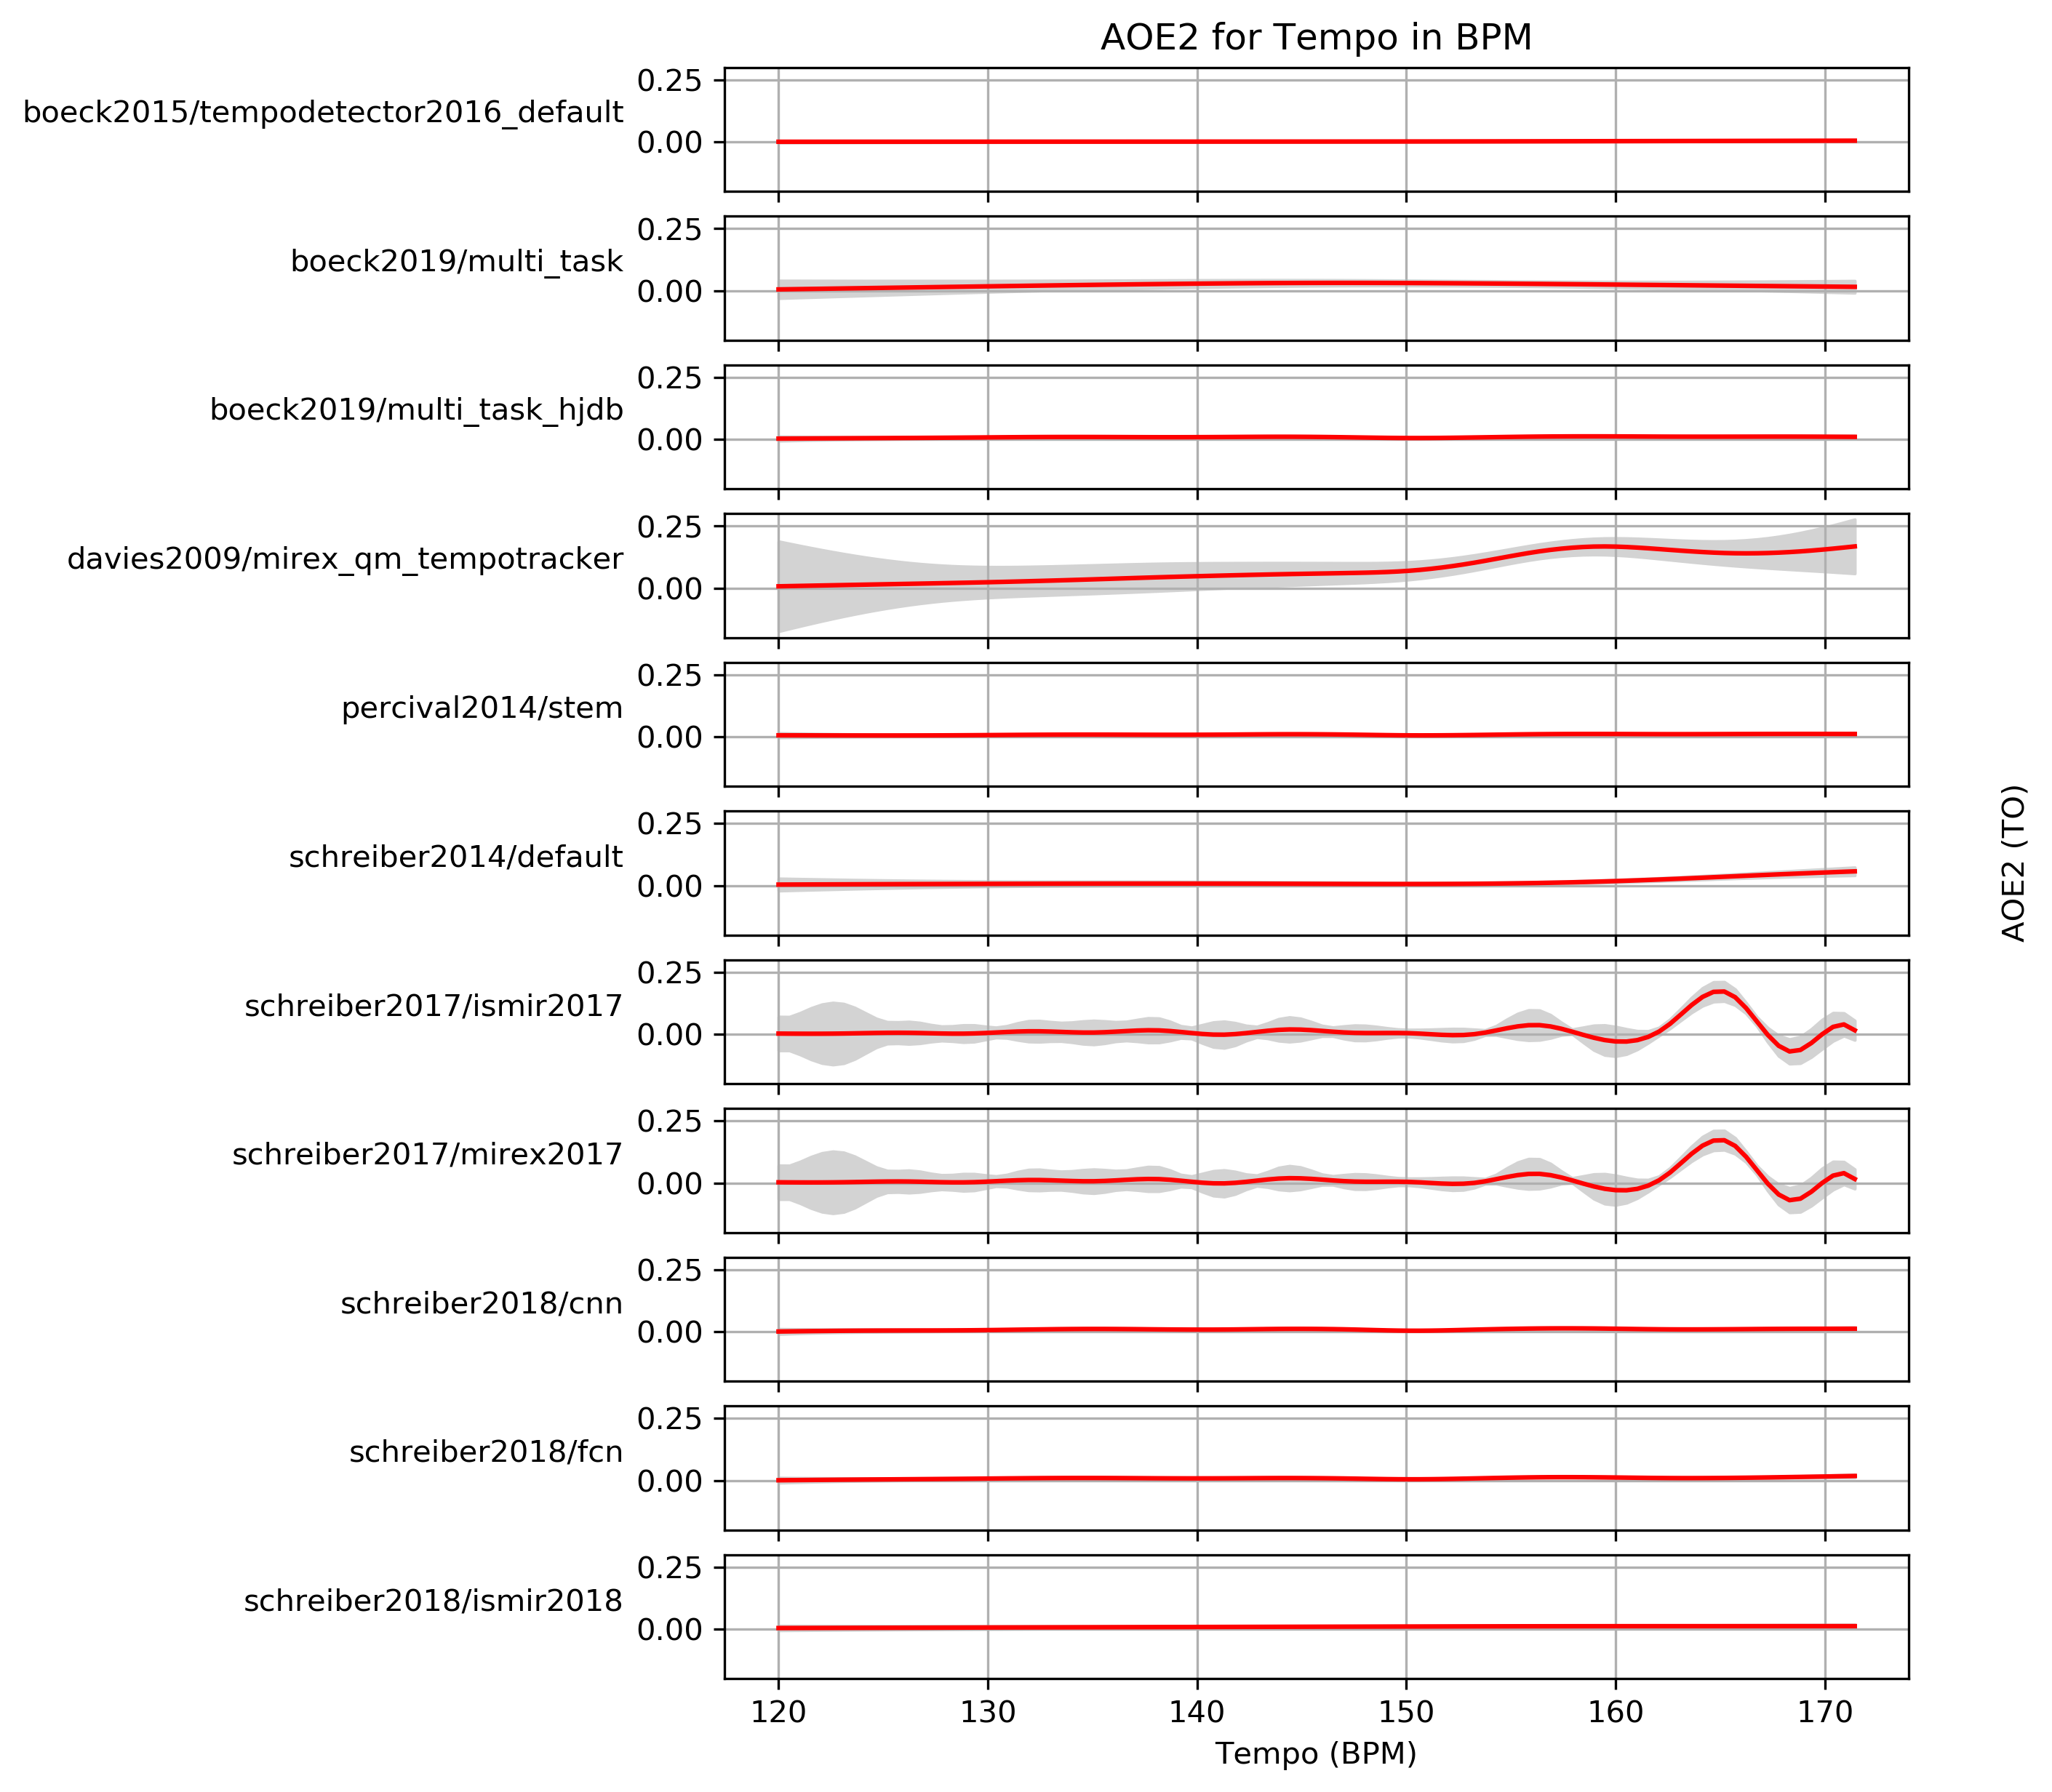 AOE2 for Tempo in BPM
boeck2015/tempodetector2016_default
0.25
0.00
boeck2019/multi_task
0.25
0.00
boeck2019/multi_task_hjdb
0.25
0.00
davies2009/mirex_qm_tempotracker
0.25
0.00
percival2014/stem
0.25
0.00
schreiber2014/default
0.25
0.00
schreiber2017/ismir2017
0.25
0.00
schreiber2017/mirex2017
0.25
0.00
schreiber2018/cnn
0.25
0.00
schreiber2018/fcn
0.25
0.00
schreiber2018/ismir2018
0.25
0.00
120 130 140 150 160 170
Tempo (BPM)
AOE2 (TO)